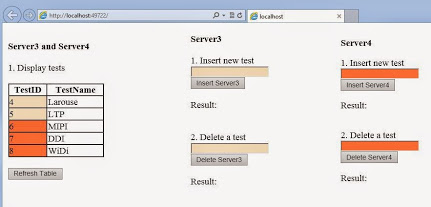 http://localhost:49722/
localhost
Server3 and Server4
1. Display tests
TestID TestName
4 Larouse
5 LTP
6 MIPI
7 DDI
8 WiDi
Refresh Table
Server3
1. Insert new test
Insert Server3
Result:
2. Delete a test
Delete Server3
Result:
Server4
1. Insert new test
Insert Server4
Result:
2. Delete a test
Delete Server4
Result: